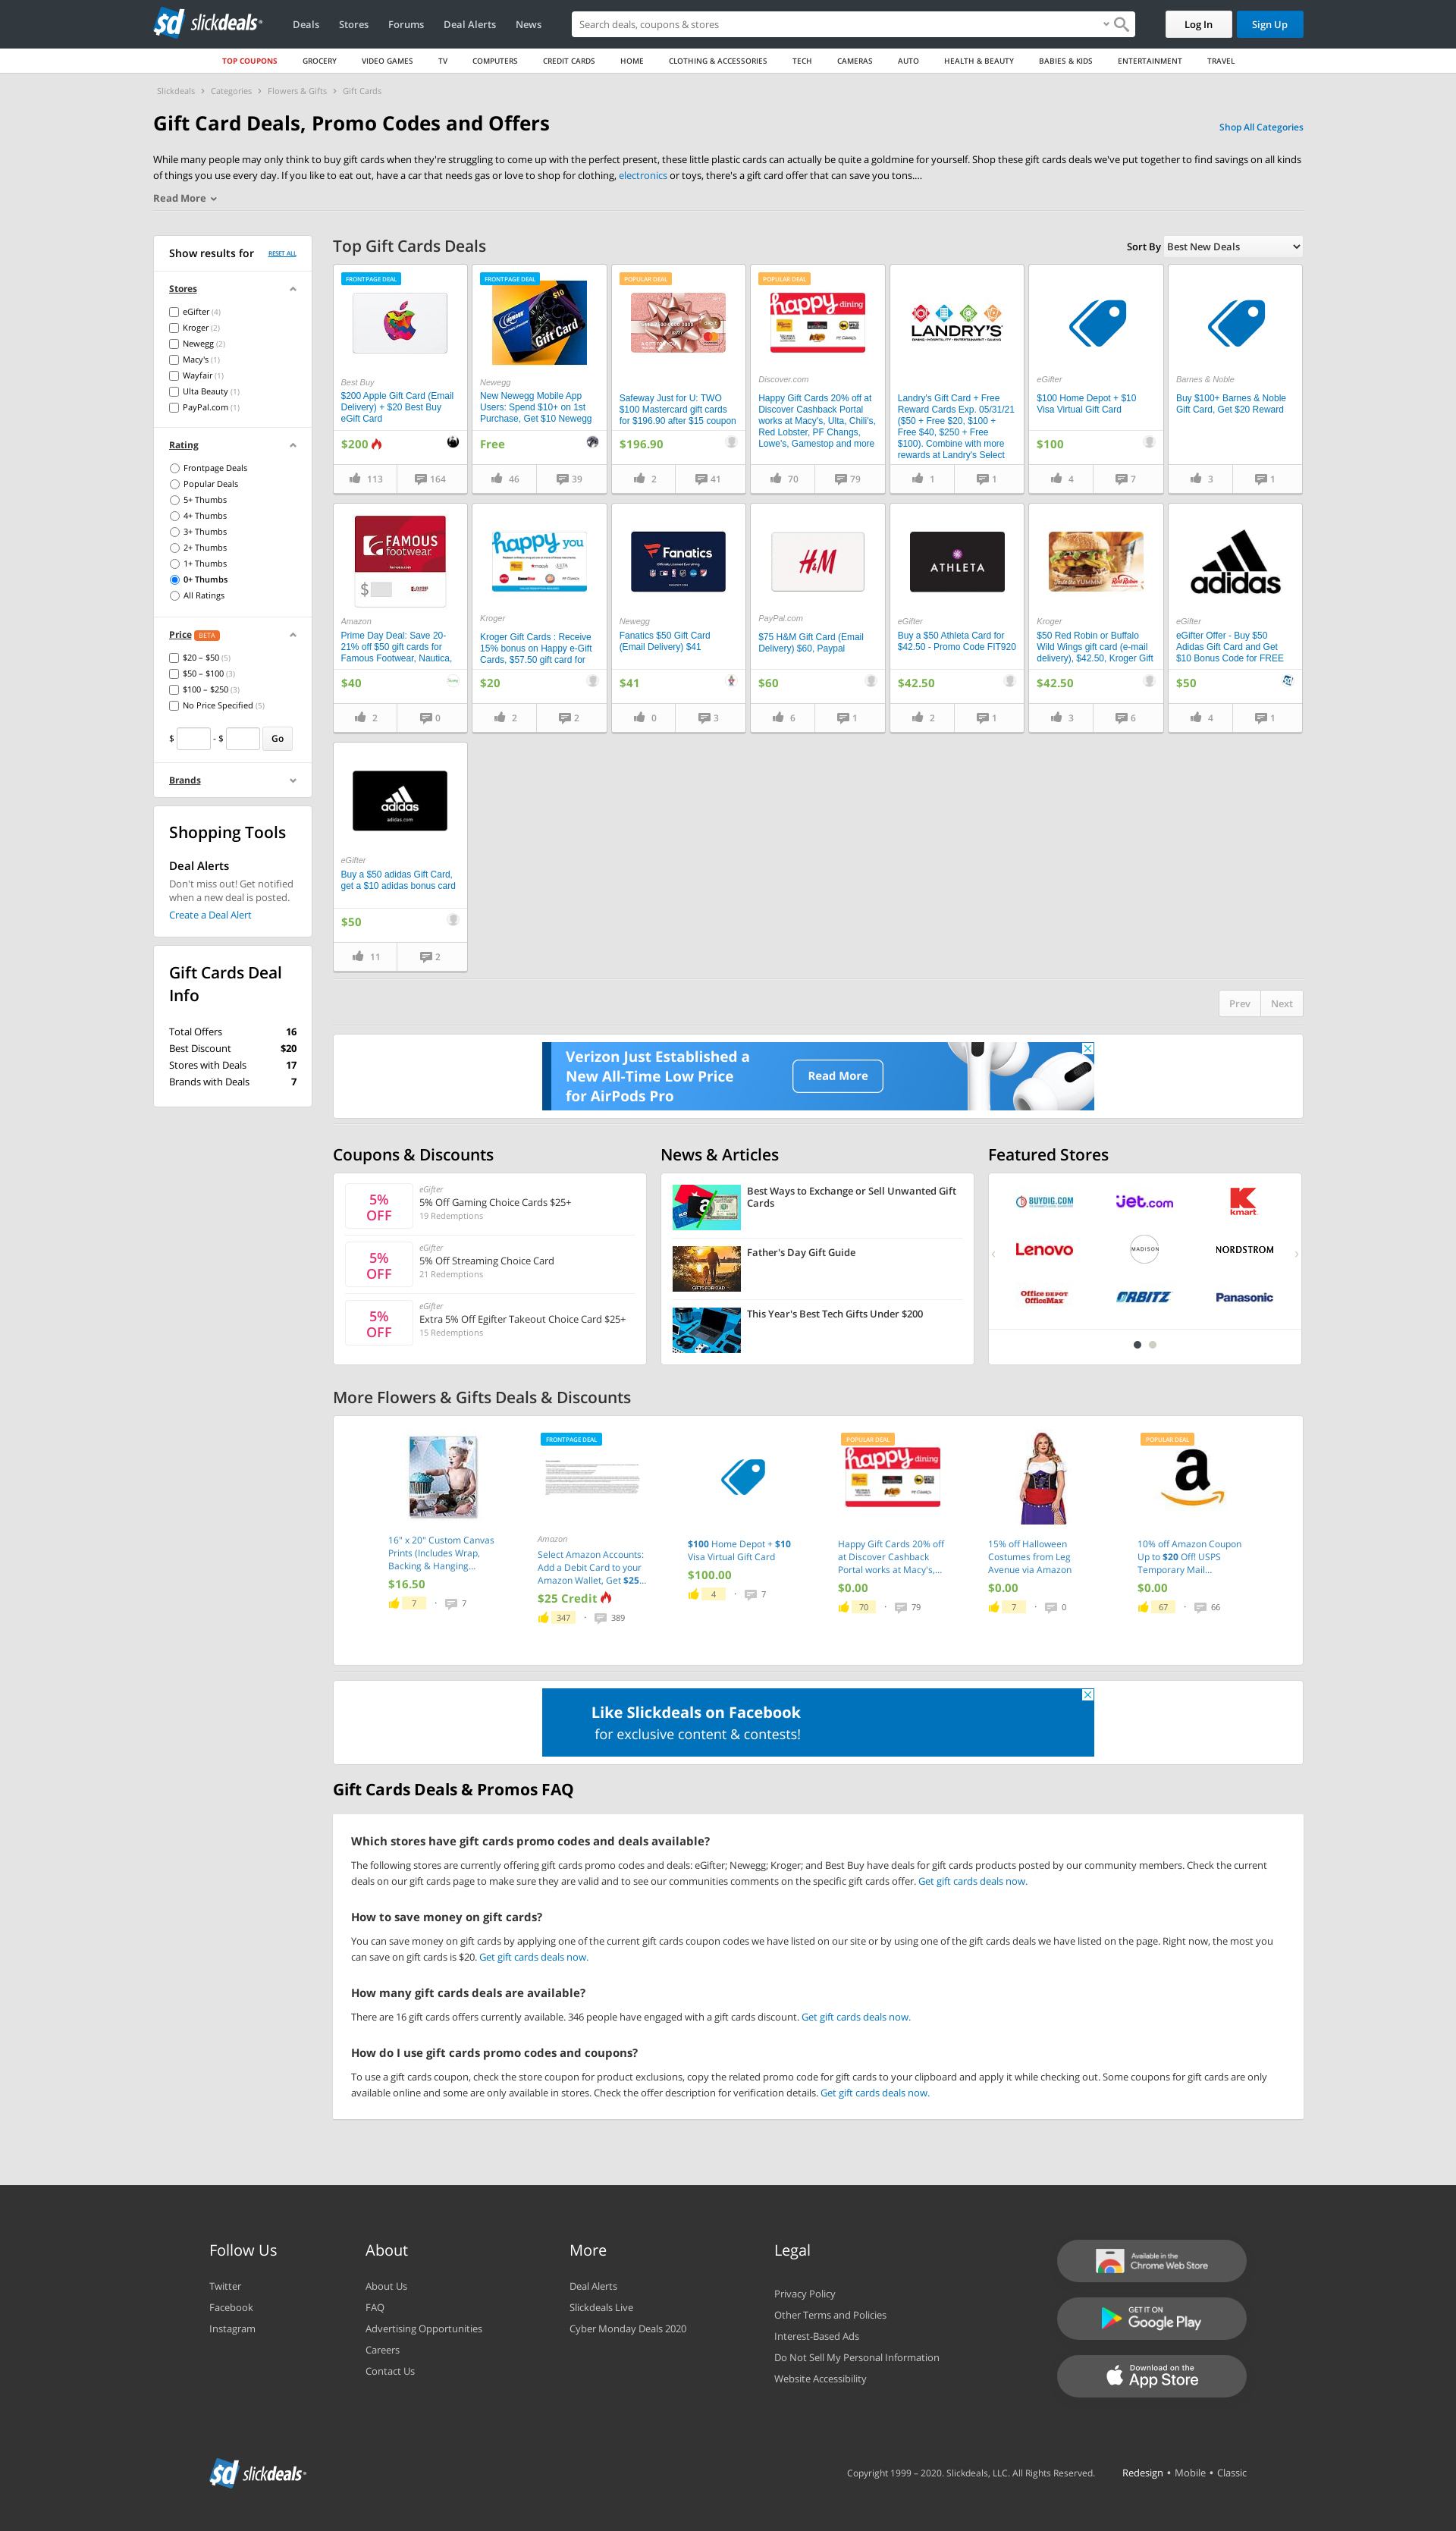 slickdeals
Deals Stores Forums Deal Alerts News
Search deals, coupons & stores
Log In
Sign Up
TOP COUPONS GROCERY VIDEO GAMES TV COMPUTERS CREDIT CARDS HOME CLOTHING & ACCESSORIES TECH CAMERAS AUTO HEALTH & BEAUTY BABIES & KIDS ENTERTAINMENT TRAVEL
Slickdeals › Categories › Flowers & Gifts › Gift Cards
Gift Card Deals, Promo Codes and Offers
Shop All Categories
While many people may only think to buy gift cards when they're struggling to come up with the perfect present, these little plastic cards can actually be quite a goldmine for yourself. Shop these gift cards deals we've put together to find savings on all kinds
of things you use every day. If you like to eat out, have a car that needs gas or love to shop for clothing, electronics or toys, there's a gift card offer that can save you tons....
Read More
Show results for
RESET ALL
Stores
eGifter (4)
Kroger (2)
Newegg (2)
Macy's (1)
Wayfair (1)
Ulta Beauty (1)
PayPal.com (1)
Rating
Frontpage Deals
Popular Deals
5+ Thumbs
4+ Thumbs
3+ Thumbs
2+ Thumbs
1+ Thumbs
0+ Thumbs
All Ratings
Price BETA
$20 – $50 (5)
$50 – $100 (3)
$100 – $250 (3)
No Price Specified (5)
$ - $ Go
Brands
Shopping Tools
Deal Alerts
Don't miss out! Get notified
when a new deal is posted.
Create a Deal Alert
Gift Cards Deal
Info
Total Offers 16
Best Discount $20
Stores with Deals 17
Brands with Deals 7
Top Gift Cards Deals
Sort By Best New Deals
FRONTPAGE DEAL
Best Buy
$200 Apple Gift Card (Email
Delivery) + $20 Best Buy
eGift Card
$200
113 164
FRONTPAGE DEAL
$10
Gift Card
Newegg
New Newegg Mobile App
Users: Spend $10+ on 1st
Purchase, Get $10 Newegg
Free
46 39
POPULAR DEAL
Safeway Just for U: TWO
$100 Mastercard gift cards
for $196.90 after $15 coupon
$196.90
2 41
POPULAR DEAL
happy dining
Discover.com
Happy Gift Cards 20% off at
Discover Cashback Portal
works at Macy's, Ulta, Chili's,
Red Lobster, PF Changs,
Lowe's, Gamestop and more
70 79
LANDRY'S
Landry's Gift Card + Free
Reward Cards Exp. 05/31/21
($50 + Free $20, $100 +
Free $40, $250 + Free
$100). Combine with more
rewards at Landry's Select
1 1
eGifter
$100 Home Depot + $10
Visa Virtual Gift Card
$100
4 7
Barnes & Noble
Buy $100+ Barnes & Noble
Gift Card, Get $20 Reward
3 1
FAMOUS
footwear
$
Amazon
Prime Day Deal: Save 20-
21% off $50 gift cards for
Famous Footwear, Nautica,
$40
2 0
happy you
Kroger
Kroger Gift Cards : Receive
15% bonus on Happy e-Gift
Cards, $57.50 gift card for
$20
2 2
Fanatics
Newegg
Fanatics $50 Gift Card
(Email Delivery) $41
$41
0 3
H&M
PayPal.com
$75 H&M Gift Card (Email
Delivery) $60, Paypal
$60
6 1
ATHLETA
eGifter
Buy a $50 Athleta Card for
$42.50 - Promo Code FIT920
$42.50
2 1
YUMMM Red Robin
Kroger
$50 Red Robin or Buffalo
Wild Wings gift card (e-mail
delivery), $42.50, Kroger Gift
$42.50
3 6
adidas
eGifter
eGifter Offer - Buy $50
Adidas Gift Card and Get
$10 Bonus Code for FREE
$50
4 1
adidas
adidas.com
eGifter
Buy a $50 adidas Gift Card,
get a $10 adidas bonus card
$50
11 2
Prev Next
Verizon Just Established a
New All-Time Low Price
for AirPods Pro
Read More
Coupons & Discounts
5% OFF
eGifter
5% Off Gaming Choice Cards $25+
19 Redemptions
5% OFF
eGifter
5% Off Streaming Choice Card
21 Redemptions
5% OFF
eGifter
Extra 5% Off Egifter Takeout Choice Card $25+
15 Redemptions
News & Articles
Best Ways to Exchange or Sell Unwanted Gift
Cards
Father's Day Gift Guide
GIFTS FOR DAD
This Year's Best Tech Gifts Under $200
Featured Stores
BUYDIG.COM Jet.com Kmart
Lenovo MADISON NORDSTROM
Office DEPOT OfficeMax ORBITZ Panasonic
More Flowers & Gifts Deals & Discounts
16" x 20" Custom Canvas
Prints (Includes Wrap,
Backing & Hanging...
$16.50
7 · 7
FRONTPAGE DEAL
Amazon
Select Amazon Accounts:
Add a Debit Card to your
Amazon Wallet, Get $25...
$25 Credit
347 · 389
$100 Home Depot + $10
Visa Virtual Gift Card
$100.00
4 · 7
POPULAR DEAL
happy dining
Happy Gift Cards 20% off
at Discover Cashback
Portal works at Macy's,...
$0.00
70 · 79
15% off Halloween
Costumes from Leg
Avenue via Amazon
$0.00
7 · 0
POPULAR DEAL
10% off Amazon Coupon
Up to $20 Off! USPS
Temporary Mail...
$0.00
67 · 66
Like Slickdeals on Facebook
for exclusive content & contests!
Gift Cards Deals & Promos FAQ
Which stores have gift cards promo codes and deals available?
The following stores are currently offering gift cards promo codes and deals: eGifter; Newegg; Kroger; and Best Buy have deals for gift cards products posted by our community members. Check the current
deals on our gift cards page to make sure they are valid and to see our communities comments on the specific gift cards offer. Get gift cards deals now.
How to save money on gift cards?
You can save money on gift cards by applying one of the current gift cards coupon codes we have listed on our site or by using one of the gift cards deals we have listed on the page. Right now, the most you
can save on gift cards is $20. Get gift cards deals now.
How many gift cards deals are available?
There are 16 gift cards offers currently available. 346 people have engaged with a gift cards discount. Get gift cards deals now.
How do I use gift cards promo codes and coupons?
To use a gift cards coupon, check the store coupon for product exclusions, copy the related promo code for gift cards to your clipboard and apply it while checking out. Some coupons for gift cards are only
available online and some are only available in stores. Check the offer description for verification details. Get gift cards deals now.
Follow Us
Twitter
Facebook
Instagram
About
About Us
FAQ
Advertising Opportunities
Careers
Contact Us
More
Deal Alerts
Slickdeals Live
Cyber Monday Deals 2020
Legal
Privacy Policy
Other Terms and Policies
Interest-Based Ads
Do Not Sell My Personal Information
Website Accessibility
Available in the
Chrome Web Store
GET IT ON
Google Play
Download on the
App Store
slickdeals
Copyright 1999 – 2020. Slickdeals, LLC. All Rights Reserved.
Redesign • Mobile • Classic